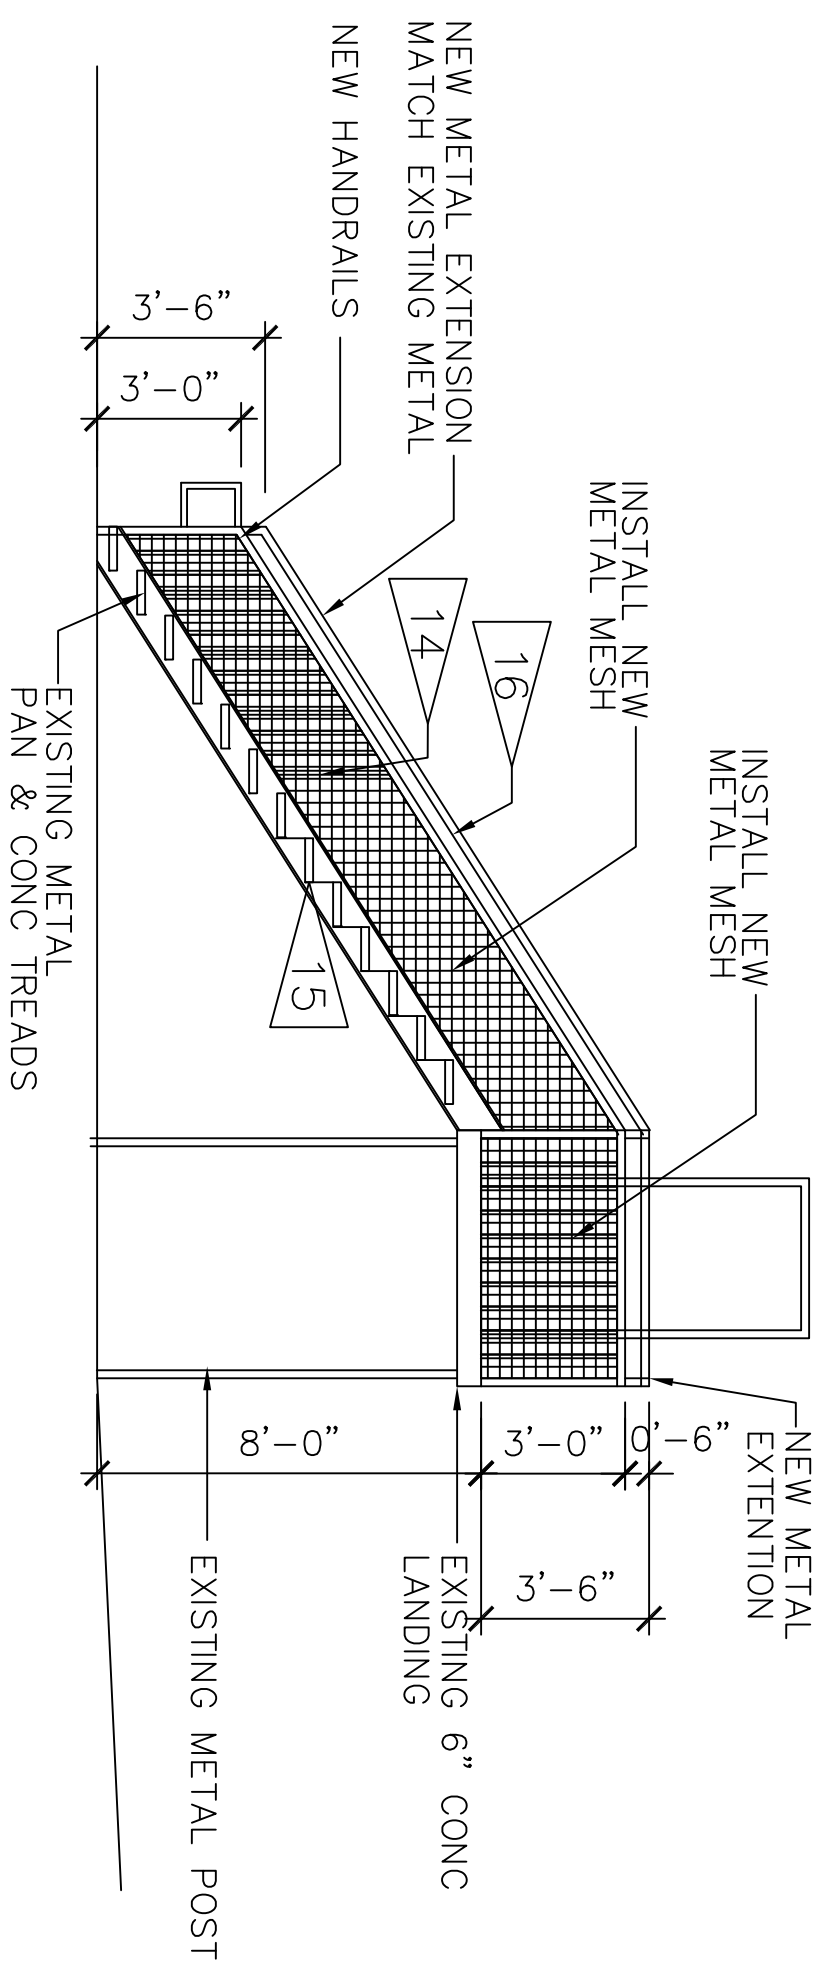 NEW METAL EXTENSION
MATCH EXISTING METAL
NEW HANDRAILS
3'-6"
3'-0"
INSTALL NEW
METAL MESH
INSTALL NEW
METAL MESH
14
16
15
EXISTING METAL
PAN & CONC TREADS
NEW METAL
EXTENTION
0'-6"
3'-0"
8'-0"
3'-6"
EXISTING 6" CONC
LANDING
EXISTING METAL POST